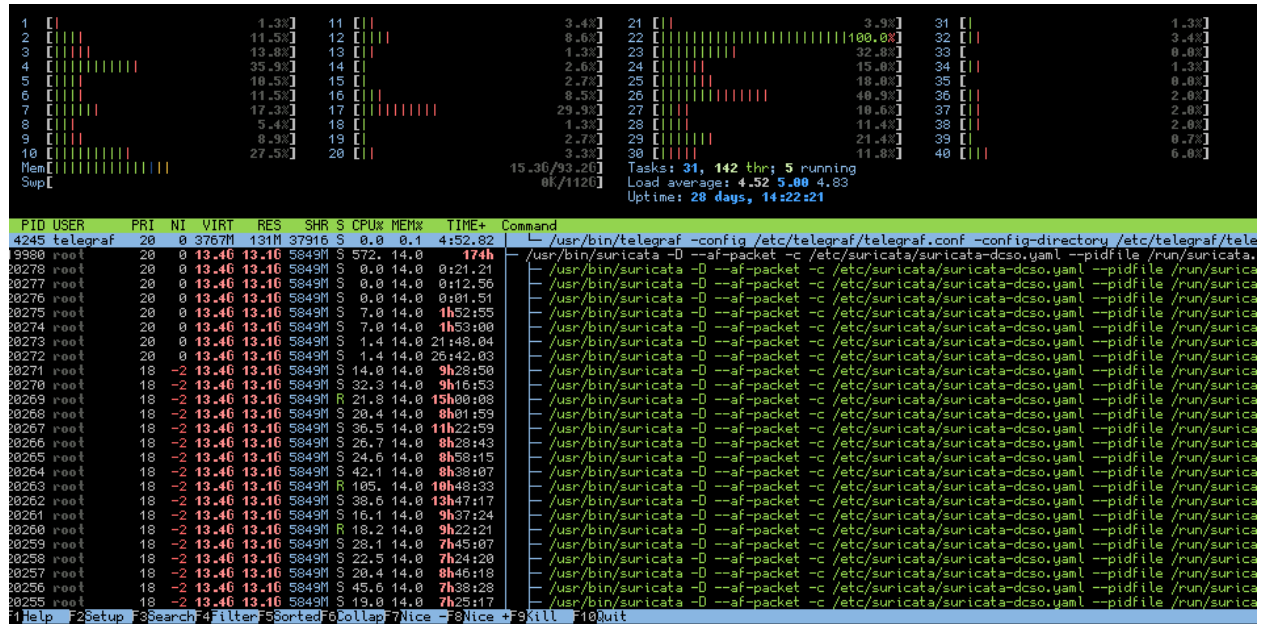 1 [| 1.3%] 11 [|| 3.4%] 21 [|| 3.9%] 31 [| 1.3%]
2 [|||| 11.5%] 12 [|||| 8.6%] 22 [||||||||||||||||||||||100.0%] 32 [|| 3.4%]
3 [||||| 13.8%] 13 [|| 1.3%] 23 [||||||||| 32.8%] 33 [ 0.0%]
4 [||||||||||| 35.9%] 14 [| 2.6%] 24 [|||||| 15.0%] 34 [|| 1.3%]
5 [|||| 10.5%] 15 [| 2.7%] 25 [||||||| 18.0%] 35 [ 0.0%]
6 [|||| 11.5%] 16 [||| 8.5%] 26 [||||||||||||| 40.9%] 36 [|| 2.0%]
7 [|||||| 17.3%] 17 [|||||||||| 29.9%] 27 [|||| 10.6%] 37 [|| 2.0%]
8 [||| 5.4%] 18 [| 1.3%] 28 [|||| 11.4%] 38 [|| 2.0%]
9 [|||| 8.9%] 19 [| 2.7%] 29 [||||||| 21.4%] 39 [| 0.7%]
10 [|||||||||| 27.5%] 20 [|| 3.3%] 30 [||||| 11.8%] 40 [||| 6.0%]
Mem[||||||||||||||| 15.3G/93.2G] Tasks: 31, 142 thr; 5 running
Swp[ 0K/112G] Load average: 4.52 5.00 4.83
Uptime: 28 days, 14:22:21
PID USER PRI NI VIRT RES SHR S CPU% MEM% TIME+ Command
4245 telegraf 20 0 3767M 131M 37916 S 0.0 0.1 4:52.82 └─ /usr/bin/telegraf -config /etc/telegraf/telegraf.conf -config-directory /etc/telegraf/tele
9980 root 20 0 13.4G 13.1G 5849M S 572. 14.0 174h ├─ /usr/bin/suricata -D --af-packet -c /etc/suricata/suricata-dcso.yaml --pidfile /run/suricata.
20278 root 20 0 13.4G 13.1G 5849M S 0.0 14.0 0:21.21 ├─ /usr/bin/suricata -D --af-packet -c /etc/suricata/suricata-dcso.yaml --pidfile /run/surica
20277 root 20 0 13.4G 13.1G 5849M S 0.0 14.0 0:12.56 ├─ /usr/bin/suricata -D --af-packet -c /etc/suricata/suricata-dcso.yaml --pidfile /run/surica
20276 root 20 0 13.4G 13.1G 5849M S 0.0 14.0 0:01.51 ├─ /usr/bin/suricata -D --af-packet -c /etc/suricata/suricata-dcso.yaml --pidfile /run/surica
20275 root 20 0 13.4G 13.1G 5849M S 7.0 14.0 1h52:55 ├─ /usr/bin/suricata -D --af-packet -c /etc/suricata/suricata-dcso.yaml --pidfile /run/surica
20274 root 20 0 13.4G 13.1G 5849M S 7.0 14.0 1h53:00 ├─ /usr/bin/suricata -D --af-packet -c /etc/suricata/suricata-dcso.yaml --pidfile /run/surica
20273 root 20 0 13.4G 13.1G 5849M S 1.4 14.0 21:48.04 ├─ /usr/bin/suricata -D --af-packet -c /etc/suricata/suricata-dcso.yaml --pidfile /run/surica
20272 root 20 0 13.4G 13.1G 5849M S 1.4 14.0 26:42.03 ├─ /usr/bin/suricata -D --af-packet -c /etc/suricata/suricata-dcso.yaml --pidfile /run/surica
20271 root 18 -2 13.4G 13.1G 5849M S 14.0 14.0 9h28:50 ├─ /usr/bin/suricata -D --af-packet -c /etc/suricata/suricata-dcso.yaml --pidfile /run/surica
20270 root 18 -2 13.4G 13.1G 5849M S 32.3 14.0 9h16:53 ├─ /usr/bin/suricata -D --af-packet -c /etc/suricata/suricata-dcso.yaml --pidfile /run/surica
20269 root 18 -2 13.4G 13.1G 5849M R 21.8 14.0 15h00:08 ├─ /usr/bin/suricata -D --af-packet -c /etc/suricata/suricata-dcso.yaml --pidfile /run/surica
20268 root 18 -2 13.4G 13.1G 5849M S 20.4 14.0 8h01:59 ├─ /usr/bin/suricata -D --af-packet -c /etc/suricata/suricata-dcso.yaml --pidfile /run/surica
20267 root 18 -2 13.4G 13.1G 5849M S 36.5 14.0 11h22:59 ├─ /usr/bin/suricata -D --af-packet -c /etc/suricata/suricata-dcso.yaml --pidfile /run/surica
20266 root 18 -2 13.4G 13.1G 5849M S 26.7 14.0 8h28:43 ├─ /usr/bin/suricata -D --af-packet -c /etc/suricata/suricata-dcso.yaml --pidfile /run/surica
20265 root 18 -2 13.4G 13.1G 5849M S 24.6 14.0 8h58:15 ├─ /usr/bin/suricata -D --af-packet -c /etc/suricata/suricata-dcso.yaml --pidfile /run/surica
20264 root 18 -2 13.4G 13.1G 5849M S 42.1 14.0 8h38:07 ├─ /usr/bin/suricata -D --af-packet -c /etc/suricata/suricata-dcso.yaml --pidfile /run/surica
20263 root 18 -2 13.4G 13.1G 5849M R 105. 14.0 10h48:33 ├─ /usr/bin/suricata -D --af-packet -c /etc/suricata/suricata-dcso.yaml --pidfile /run/surica
20262 root 18 -2 13.4G 13.1G 5849M S 38.6 14.0 13h47:17 ├─ /usr/bin/suricata -D --af-packet -c /etc/suricata/suricata-dcso.yaml --pidfile /run/surica
20261 root 18 -2 13.4G 13.1G 5849M S 16.1 14.0 9h37:24 ├─ /usr/bin/suricata -D --af-packet -c /etc/suricata/suricata-dcso.yaml --pidfile /run/surica
20260 root 18 -2 13.4G 13.1G 5849M R 18.2 14.0 9h22:21 ├─ /usr/bin/suricata -D --af-packet -c /etc/suricata/suricata-dcso.yaml --pidfile /run/surica
20259 root 18 -2 13.4G 13.1G 5849M S 28.1 14.0 7h45:07 ├─ /usr/bin/suricata -D --af-packet -c /etc/suricata/suricata-dcso.yaml --pidfile /run/surica
20258 root 18 -2 13.4G 13.1G 5849M S 22.5 14.0 7h24:20 ├─ /usr/bin/suricata -D --af-packet -c /etc/suricata/suricata-dcso.yaml --pidfile /run/surica
20257 root 18 -2 13.4G 13.1G 5849M S 20.4 14.0 8h46:18 ├─ /usr/bin/suricata -D --af-packet -c /etc/suricata/suricata-dcso.yaml --pidfile /run/surica
20256 root 18 -2 13.4G 13.1G 5849M S 45.6 14.0 7h38:28 ├─ /usr/bin/suricata -D --af-packet -c /etc/suricata/suricata-dcso.yaml --pidfile /run/surica
20255 root 18 -2 13.4G 13.1G 5849M S 19.0 14.0 7h25:17 ├─ /usr/bin/suricata -D --af-packet -c /etc/suricata/suricata-dcso.yaml --pidfile /run/surica
F1Help F2Setup F3SearchF4FilterF5SortedF6CollapF7Nice -F8Nice +F9Kill F10Quit